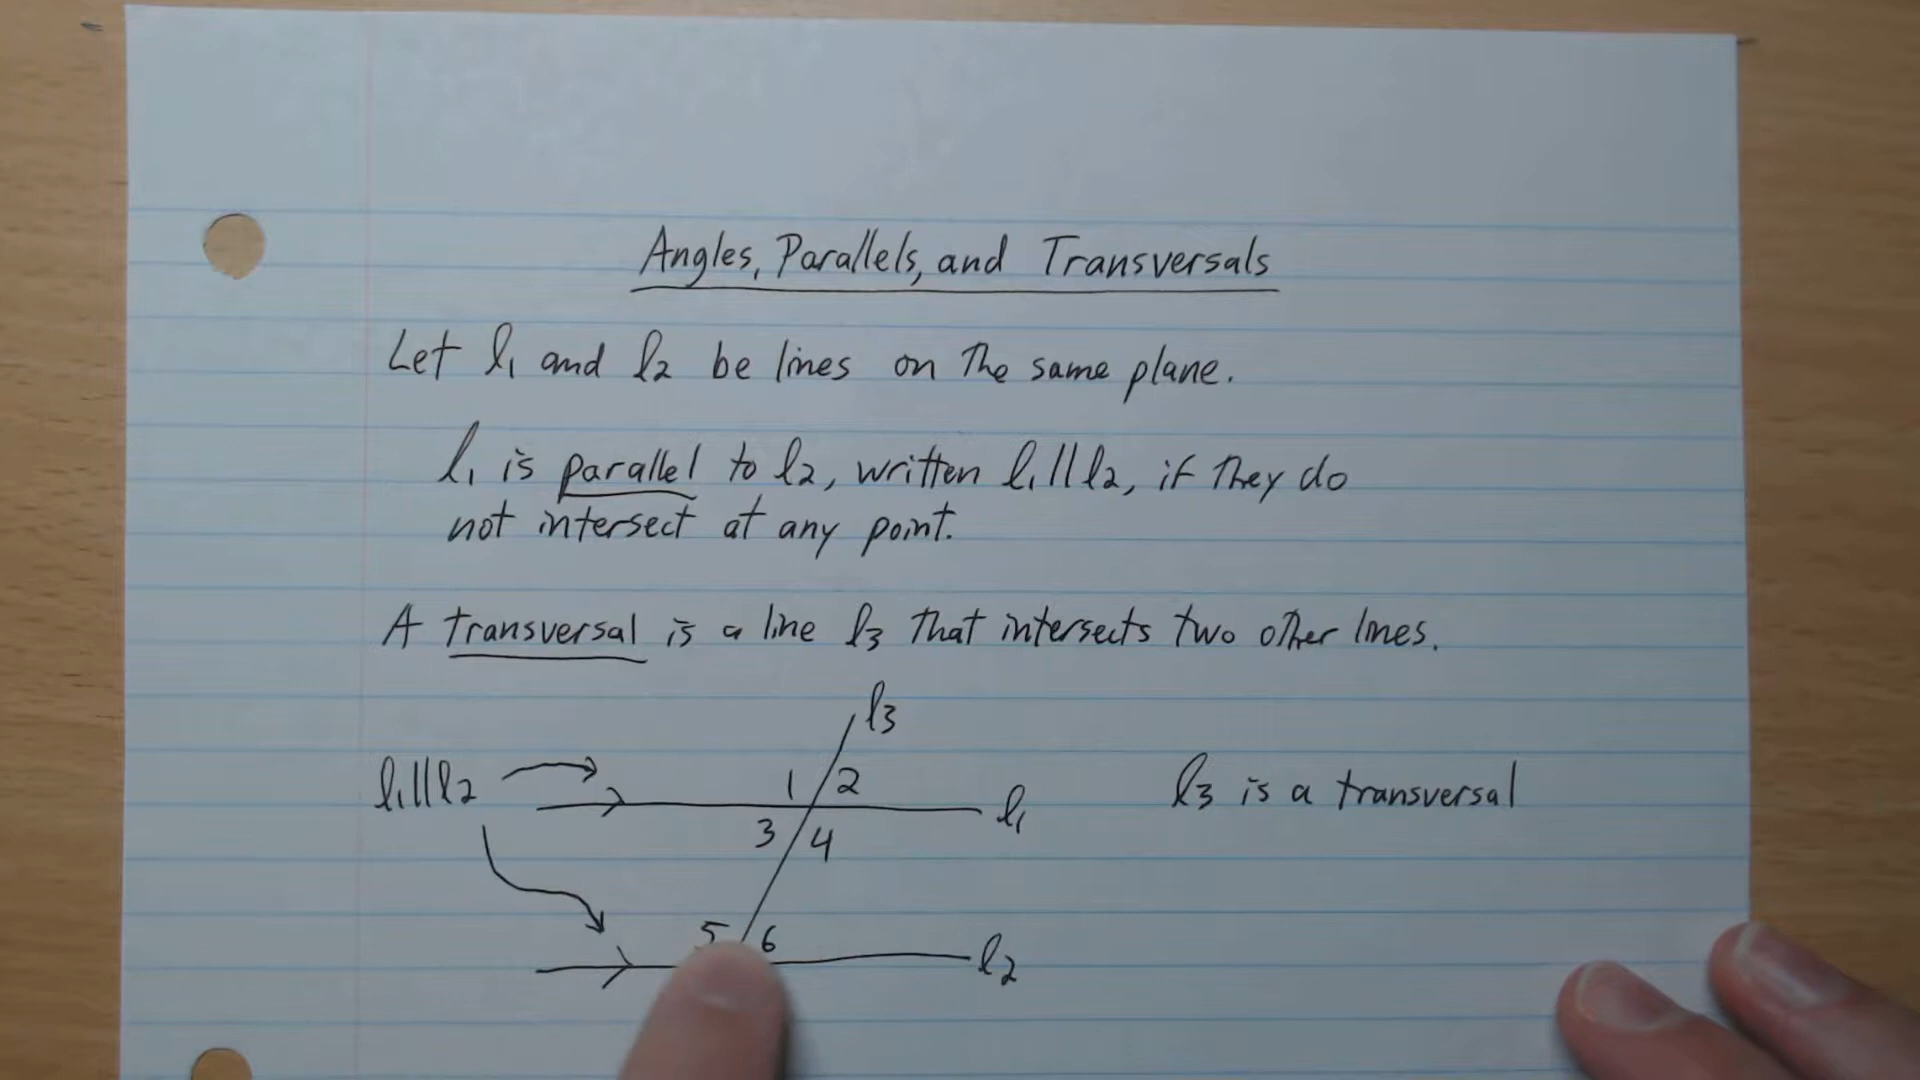 Angles, Parallels, and Transversals
Let l₁ and l₂ be lines on the same plane.
l₁ is parallel to l₂, written l₁||l₂, if they do
not intersect at any point.
A transversal is a line l₃ that intersects two other lines.
l₃
l₁||l₂
1 2
l₁
l₃ is a transversal
3 4
5 6
l₂